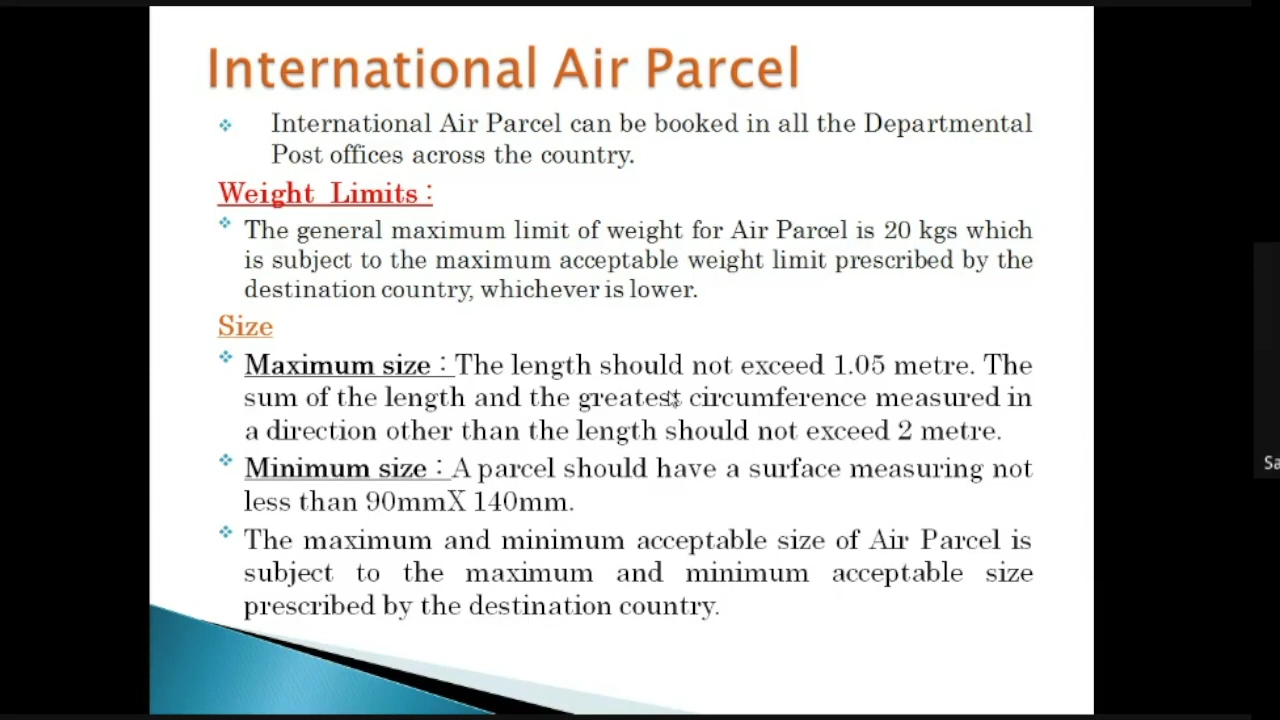 International Air Parcel
❖ International Air Parcel can be booked in all the Departmental
Post offices across the country.
Weight Limits :
❖ The general maximum limit of weight for Air Parcel is 20 kgs which
is subject to the maximum acceptable weight limit prescribed by the
destination country, whichever is lower.
Size
❖ Maximum size : The length should not exceed 1.05 metre. The
sum of the length and the greatest circumference measured in
a direction other than the length should not exceed 2 metre.
❖ Minimum size : A parcel should have a surface measuring not
less than 90mmX 140mm.
❖ The maximum and minimum acceptable size of Air Parcel is
subject to the maximum and minimum acceptable size
prescribed by the destination country.
Sa